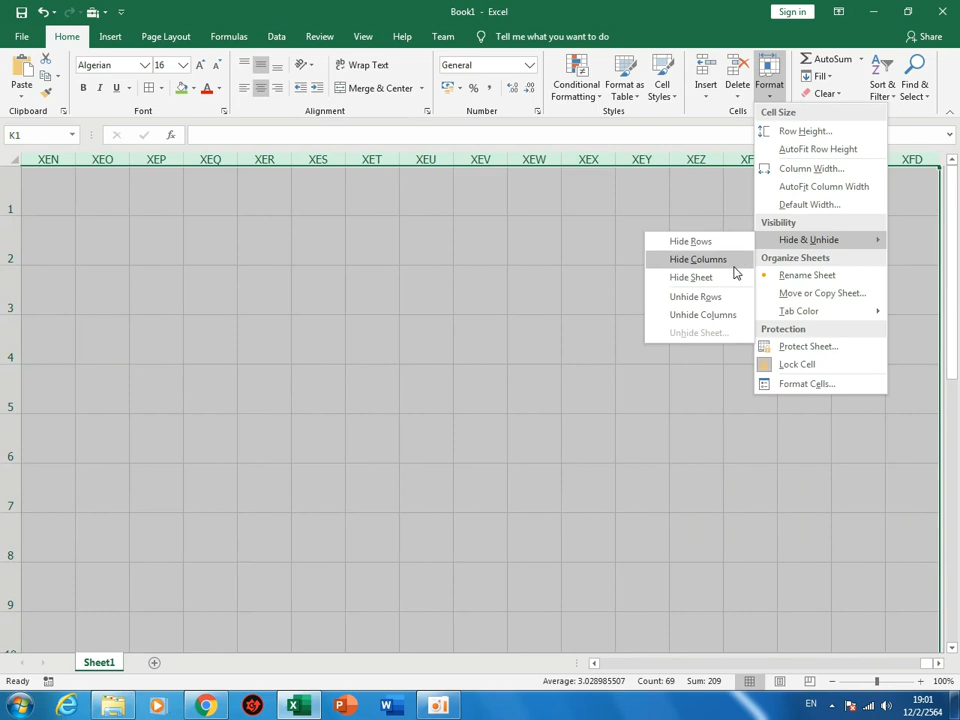 Book1 - Excel
Sign in
File Home Insert Page Layout Formulas Data Review View Help Team Tell me what you want to do Share
Paste
Algerian 16
Wrap Text
General
Conditional Formatting
Format as Table
Cell Styles
Insert
Delete
Format
AutoSum
Fill
Clear
Sort & Filter
Find & Select
B I U
A
Merge & Center
% ,
Clipboard Font Alignment Number Styles Cells
K1
fx
XEN XEO XEP XEQ XER XES XET XEU XEV XEW XEX XEY XEZ XFD
1
2
3
4
5
6
7
8
9
Cell Size
Row Height...
AutoFit Row Height
Column Width...
AutoFit Column Width
Default Width...
Visibility
Hide & Unhide
Organize Sheets
Rename Sheet
Move or Copy Sheet...
Tab Color
Protection
Protect Sheet...
Lock Cell
Format Cells...
Hide Rows
Hide Columns
Hide Sheet
Unhide Rows
Unhide Columns
Unhide Sheet...
Sheet1
Ready
Average: 3.028985507 Count: 69 Sum: 209
100%
EN
19:01
12/2/2564